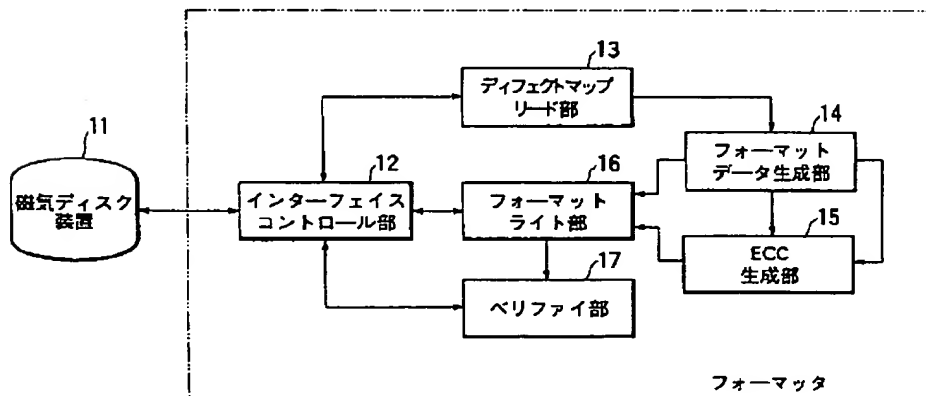 13
ディフェクトマップ
リード部
11
磁気ディスク
装置
12
インターフェイス
コントロール部
16
フォーマット
ライト部
14
フォーマット
データ生成部
15
ECC
生成部
17
ベリファイ部
フォーマッタ